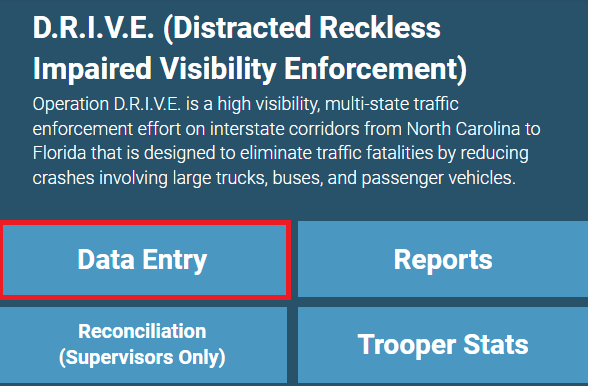 D.R.I.V.E. (Distracted Reckless
Impaired Visibility Enforcement)
Operation D.R.I.V.E. is a high visibility, multi-state traffic
enforcement effort on interstate corridors from North Carolina to
Florida that is designed to eliminate traffic fatalities by reducing
crashes involving large trucks, buses, and passenger vehicles.
Data Entry
Reports
Reconciliation
(Supervisors Only)
Trooper Stats